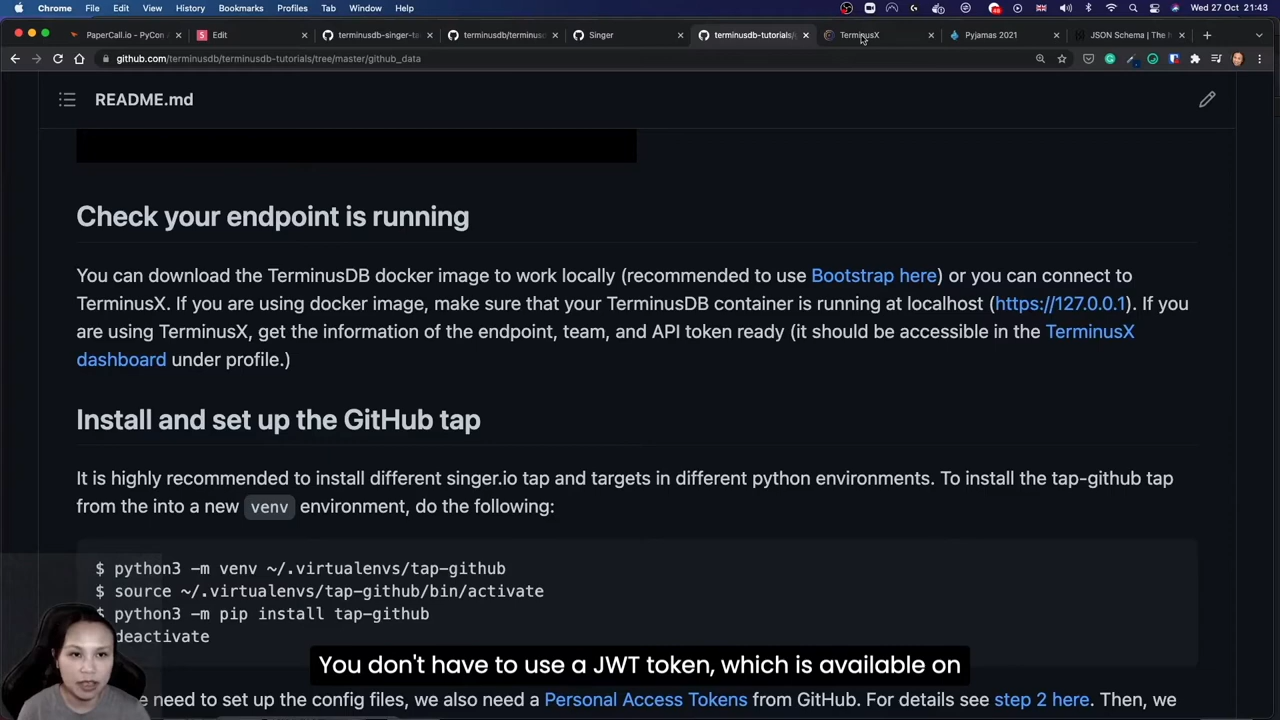 Chrome File Edit View History Bookmarks Profiles Tab Window Help Wed 27 Oct 21:43
PaperCall.io - PyCon Edit terminusdb-singer-ta terminusdb/terminusc Singer terminusdb-tutorials/g TerminusX Pyjamas 2021 JSON Schema | The h
github.com/terminusdb/terminusdb-tutorials/tree/master/github_data
README.md
Check your endpoint is running
You can download the TerminusDB docker image to work locally (recommended to use Bootstrap here) or you can connect to
TerminusX. If you are using docker image, make sure that your TerminusDB container is running at localhost (https://127.0.0.1). If you
are using TerminusX, get the information of the endpoint, team, and API token ready (it should be accessible in the TerminusX
dashboard under profile.)
Install and set up the GitHub tap
It is highly recommended to install different singer.io tap and targets in different python environments. To install the tap-github tap
from the into a new venv environment, do the following:
$ python3 -m venv ~/.virtualenvs/tap-github
$ source ~/.virtualenvs/tap-github/bin/activate
$ python3 -m pip install tap-github
deactivate
You don't have to use a JWT token, which is available on
e need to set up the config files, we also need a Personal Access Tokens from GitHub. For details see step 2 here. Then, we